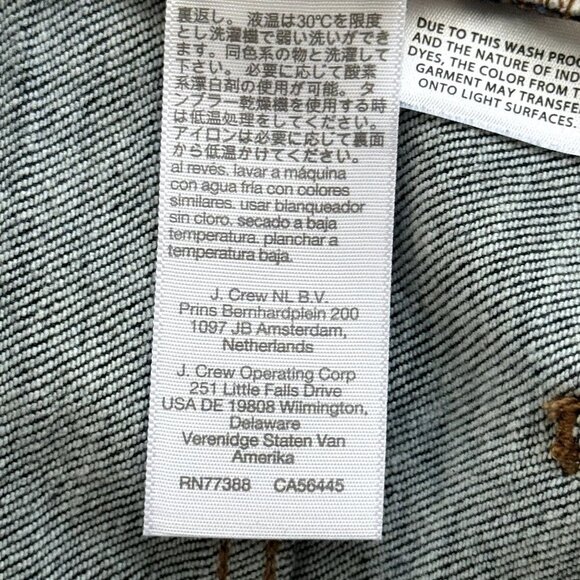 裏返し。液温は30℃を限度
とし洗濯機で弱い洗いができ
ます。同色系の物と洗濯して
下さい。必要に応じて酸素
系漂白剤の使用が可能。タ
ンブラー乾燥機を使用する時
は低温処理をしてください。
アイロンは必要に応じて裏面
から低温かけてください。
al revés. lavar a máquina
con agua fría con colores
similares. usar blanqueador
sin cloro. secado a baja
temperatura. planchar a
temperatura baja.
J. Crew NL B.V.
Prins Bernhardplein 200
1097 JB Amsterdam,
Netherlands
J. Crew Operating Corp
251 Little Falls Drive
USA DE 19808 Wilmington,
Delaware
Verenidge Staten Van
Amerika
RN77388 CA56445
DUE TO THIS WASH
AND THE NATURE OF
DYES, THE COLOR FROM
GARMENT MAY TRANSFER
ONTO LIGHT SURFACES.